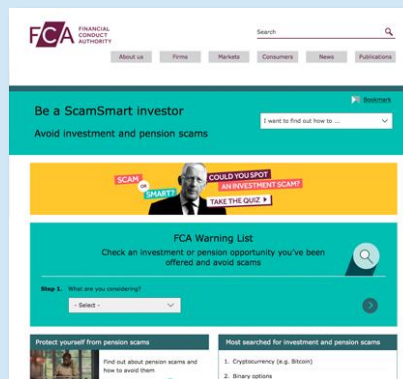 FCA FINANCIAL
CONDUCT
AUTHORITY
Search
About us Firms Markets Consumers News Publications
Bookmark
Be a ScamSmart investor
I want to find out how to ...
Avoid investment and pension scams
SCAM
OR
SMART?
COULD YOU SPOT
AN INVESTMENT SCAM?
TAKE THE QUIZ
FCA Warning List
Check an investment or pension opportunity you've been
offered and avoid scams
Step 1. What are you considering?
- Select -
Protect yourself from pension scams
Find out about pension scams and
how to avoid them
Most searched for investment and pension scams
1. Cryptocurrency (e.g. Bitcoin)
2. Binary options